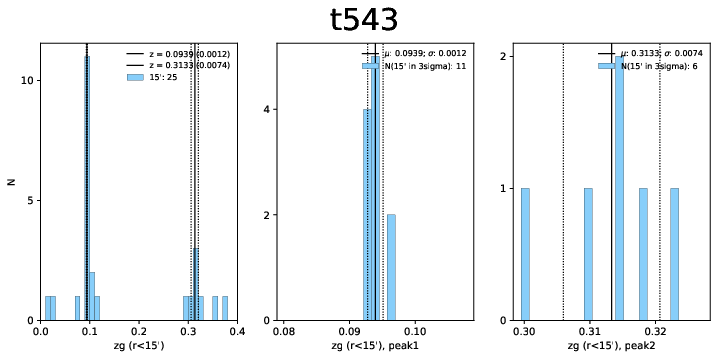 t543
z = 0.0939 (0.0012)
z = 0.3133 (0.0074)
15': 25
N
10
5
0
0.0 0.1 0.2 0.3 0.4
zg (r<15')
μ: 0.0939; σ: 0.0012
N(15' in 3sigma): 11
4
2
0
0.08 0.09 0.10
zg (r<15'), peak1
μ: 0.3133; σ: 0.0074
N(15' in 3sigma): 6
2
1
0
0.30 0.31 0.32
zg (r<15'), peak2